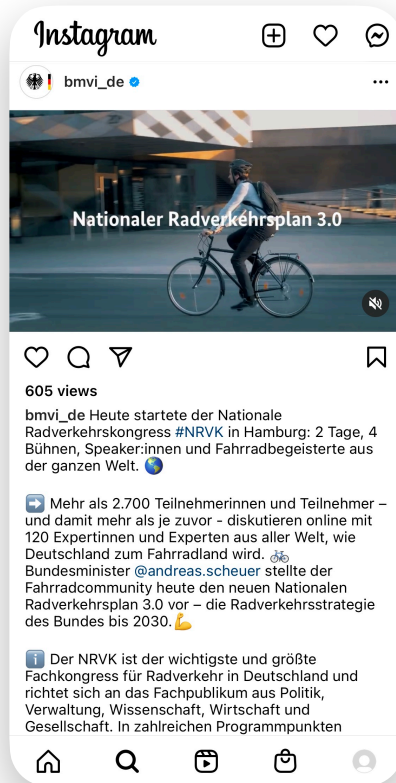 Instagram
bmvi_de
Nationaler Radverkehrsplan 3.0
605 views
bmvi_de Heute startete der Nationale
Radverkehrskongress #NRVK in Hamburg: 2 Tage, 4
Bühnen, Speaker:innen und Fahrradbegeisterte aus
der ganzen Welt. 🌎
➡️ Mehr als 2.700 Teilnehmerinnen und Teilnehmer –
und damit mehr als je zuvor - diskutieren online mit
120 Expertinnen und Experten aus aller Welt, wie
Deutschland zum Fahrradland wird. 🚲
Bundesminister @andreas.scheuer stellte der
Fahrradcommunity heute den neuen Nationalen
Radverkehrsplan 3.0 vor – die Radverkehrsstrategie
des Bundes bis 2030.💪
ℹ️ Der NRVK ist der wichtigste und größte
Fachkongress für Radverkehr in Deutschland und
richtet sich an das Fachpublikum aus Politik,
Verwaltung, Wissenschaft, Wirtschaft und
Gesellschaft. In zahlreichen Programmpunkten